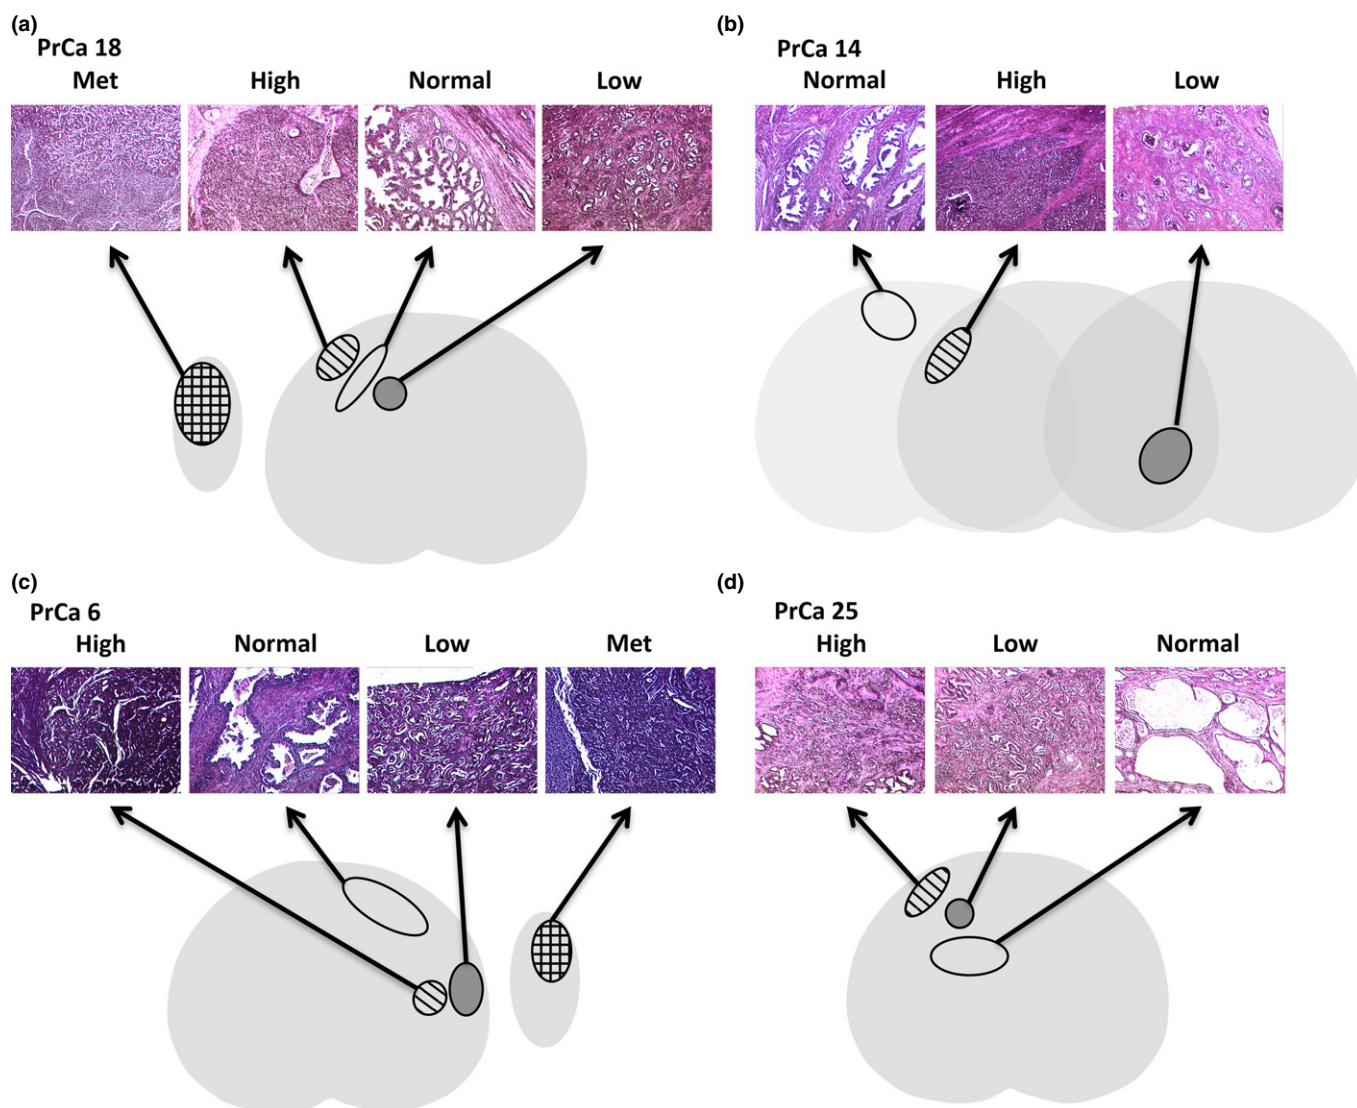 (a)
PrCa 18
Met High Normal Low
(b)
PrCa 14
Normal High Low
(c)
PrCa 6
High Normal Low Met
(d)
PrCa 25
High Low Normal